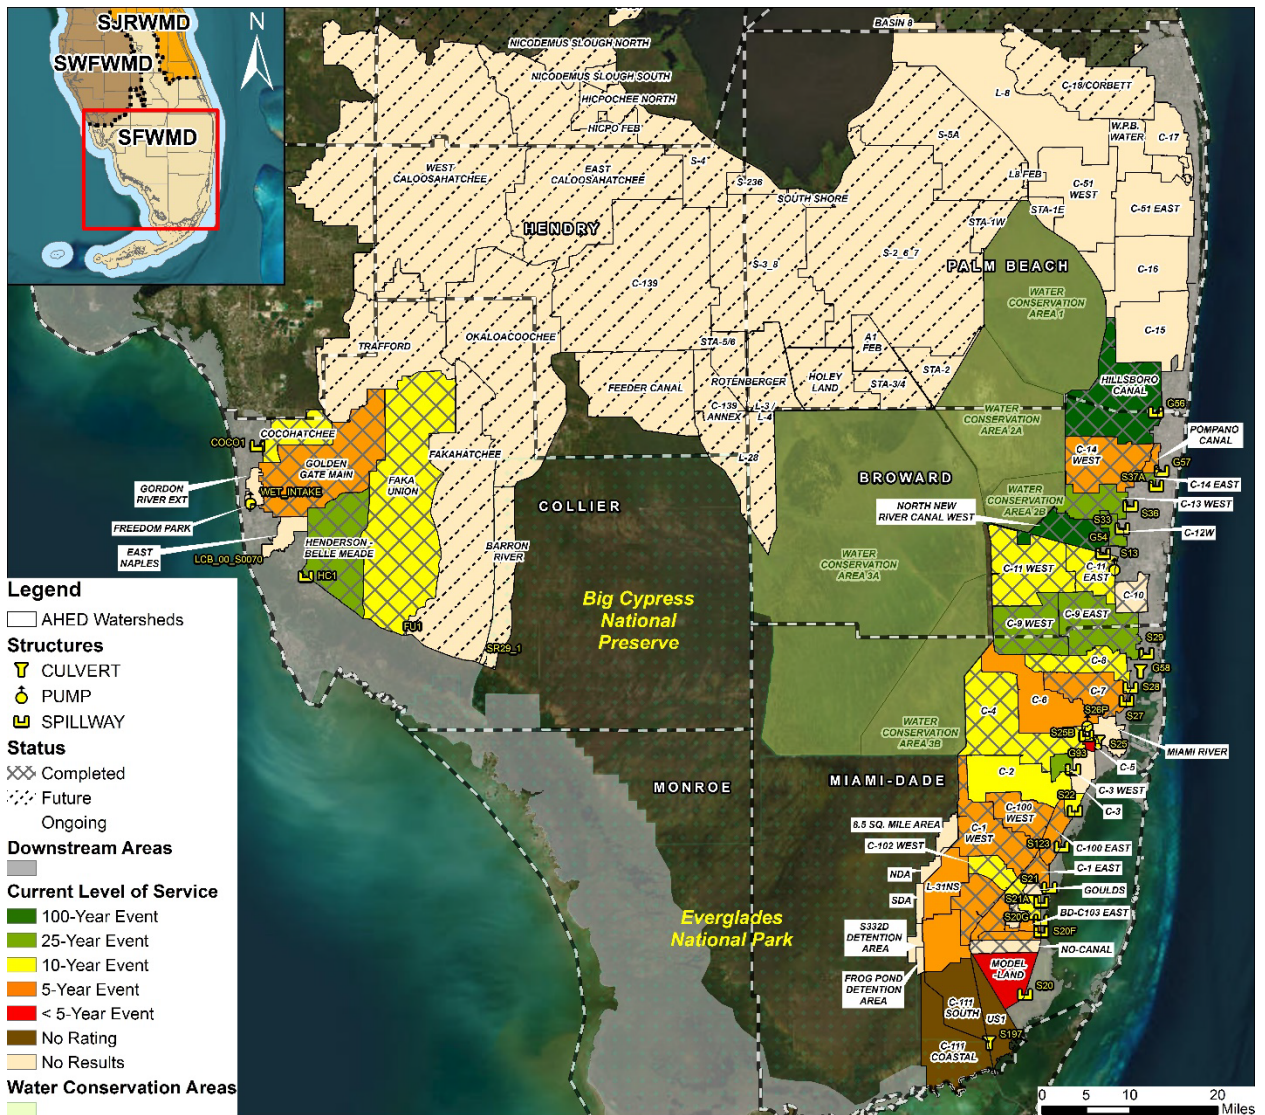 SJRWMD
SWFWMD
SFWMD
N
BASIN 8
NICODEMUS SLOUGH NORTH
NICODEMUS SLOUGH SOUTH
HICPOCHEE NORTH
HICPO FEB
C-18/CORBETT
L-8
W.P.B.
WATER
C-17
S-5A
WEST
CALOOSAHATCHEE
EAST
CALOOSAHATCHEE
S-4
S-236
SOUTH SHORE
L8 FEB
C-51
WEST
STA-1E
STA-1W
C-51 EAST
HENDRY
S-2_6_7
S-3_8
PALM BEACH
C-16
C-139
WATER
CONSERVATION
AREA 1
C-15
TRAFFORD
OKALOACOOCHEE
STA-5/6
A1
FEB
STA-2
FEEDER CANAL
ROTENBERGER
HOLEY
LAND
STA-3/4
HILLSBORO
CANAL
G56
C-139
ANNEX
L-3 /
L-4
WATER
CONSERVATION
AREA 2A
POMPANO
CANAL
COCOHATCHEE
COCO1
FAKAHATCHEE
L-28
C-14
WEST
G57
GOLDEN
GATE MAIN
S37A
C-14 EAST
GORDON
RIVER EXT
WET_INTAKE
FAKA
UNION
BROWARD
WATER
CONSERVATION
AREA 2B
COLLIER
NORTH NEW
RIVER CANAL WEST
S36
C-13 WEST
FREEDOM PARK
S33
C-12W
G54
EAST
NAPLES
HENDERSON -
BELLE MEADE
BARRON
RIVER
S13
LCB_00_S0070
WATER
CONSERVATION
AREA 3A
C-11 WEST
C-11
EAST
HC1
C-10
Big Cypress
National
Preserve
C-9 WEST
C-9 EAST
FU1
SR29_1
S29
C-8
G58
C-7
S28
C-6
C-4
S27
S26P
WATER
CONSERVATION
AREA 3B
S25B
S25
MIAMI RIVER
G93
C-5
C-2
MIAMI-DADE
MONROE
C-3 WEST
S22
C-3
C-100
WEST
8.5 SQ. MILE AREA
C-1
WEST
C-102 WEST
S123
C-100 EAST
C-1 EAST
NDA
S21
L-31NS
GOULDS
SDA
S21A
BD-C103 EAST
S20G
Everglades
National Park
S20F
S332D
DETENTION
AREA
NO-CANAL
MODEL
-LAND
FROG POND
DETENTION
AREA
S20
C-111
SOUTH
US1
S197
C-111
COASTAL
Legend
AHED Watersheds
Structures
CULVERT
PUMP
SPILLWAY
Status
Completed
Future
Ongoing
Downstream Areas
Current Level of Service
100-Year Event
25-Year Event
10-Year Event
5-Year Event
< 5-Year Event
No Rating
No Results
Water Conservation Areas
0 5 10 20
Miles